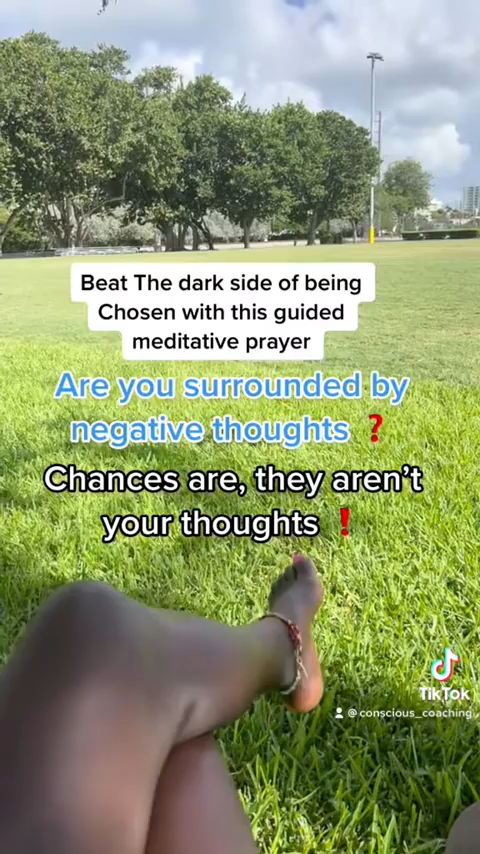 Beat The dark side of being
Chosen with this guided
meditative prayer
Are you surrounded by
negative thoughts ❓
Chances are, they aren't
your thoughts ❗
TikTok
@conscious_coaching